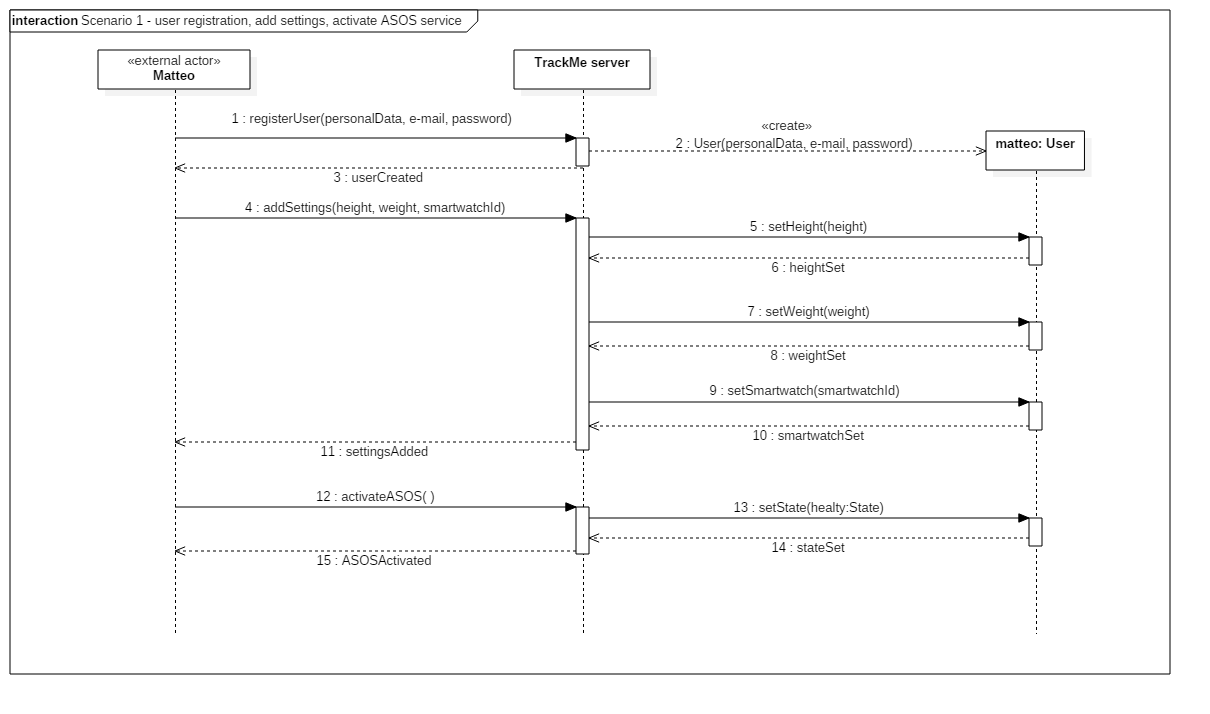 interaction Scenario 1 - user registration, add settings, activate ASOS service
«external actor»
Matteo
TrackMe server
1 : registerUser(personalData, e-mail, password)
«create»
2 : User(personalData, e-mail, password)
matteo: User
3 : userCreated
4 : addSettings(height, weight, smartwatchId)
5 : setHeight(height)
6 : heightSet
7 : setWeight(weight)
8 : weightSet
9 : setSmartwatch(smartwatchId)
10 : smartwatchSet
11 : settingsAdded
12 : activateASOS( )
13 : setState(healty:State)
14 : stateSet
15 : ASOSActivated